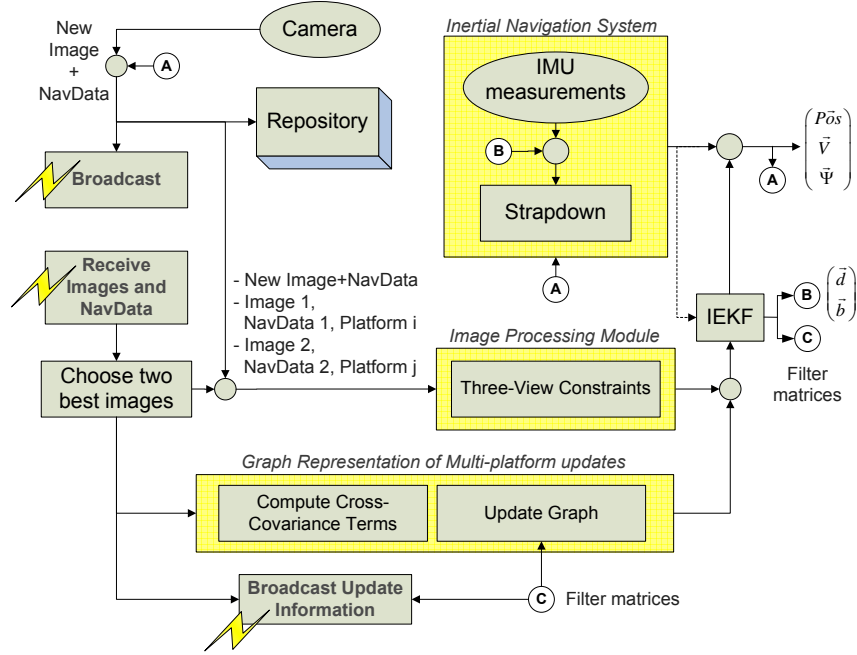 New
Image
+
NavData
Camera
A
Repository
Broadcast
Receive
Images and
NavData
Choose two
best images
- New Image+NavData
- Image 1,
NavData 1, Platform i
- Image 2,
NavData 2, Platform j
Inertial Navigation System
IMU
measurements
B
Strapdown
A
Pos
V
Ψ
A
IEKF
B
d
b
C
Filter
matrices
Image Processing Module
Three-View Constraints
Graph Representation of Multi-platform updates
Compute Cross-
Covariance Terms
Update Graph
Broadcast Update
Information
C
Filter matrices